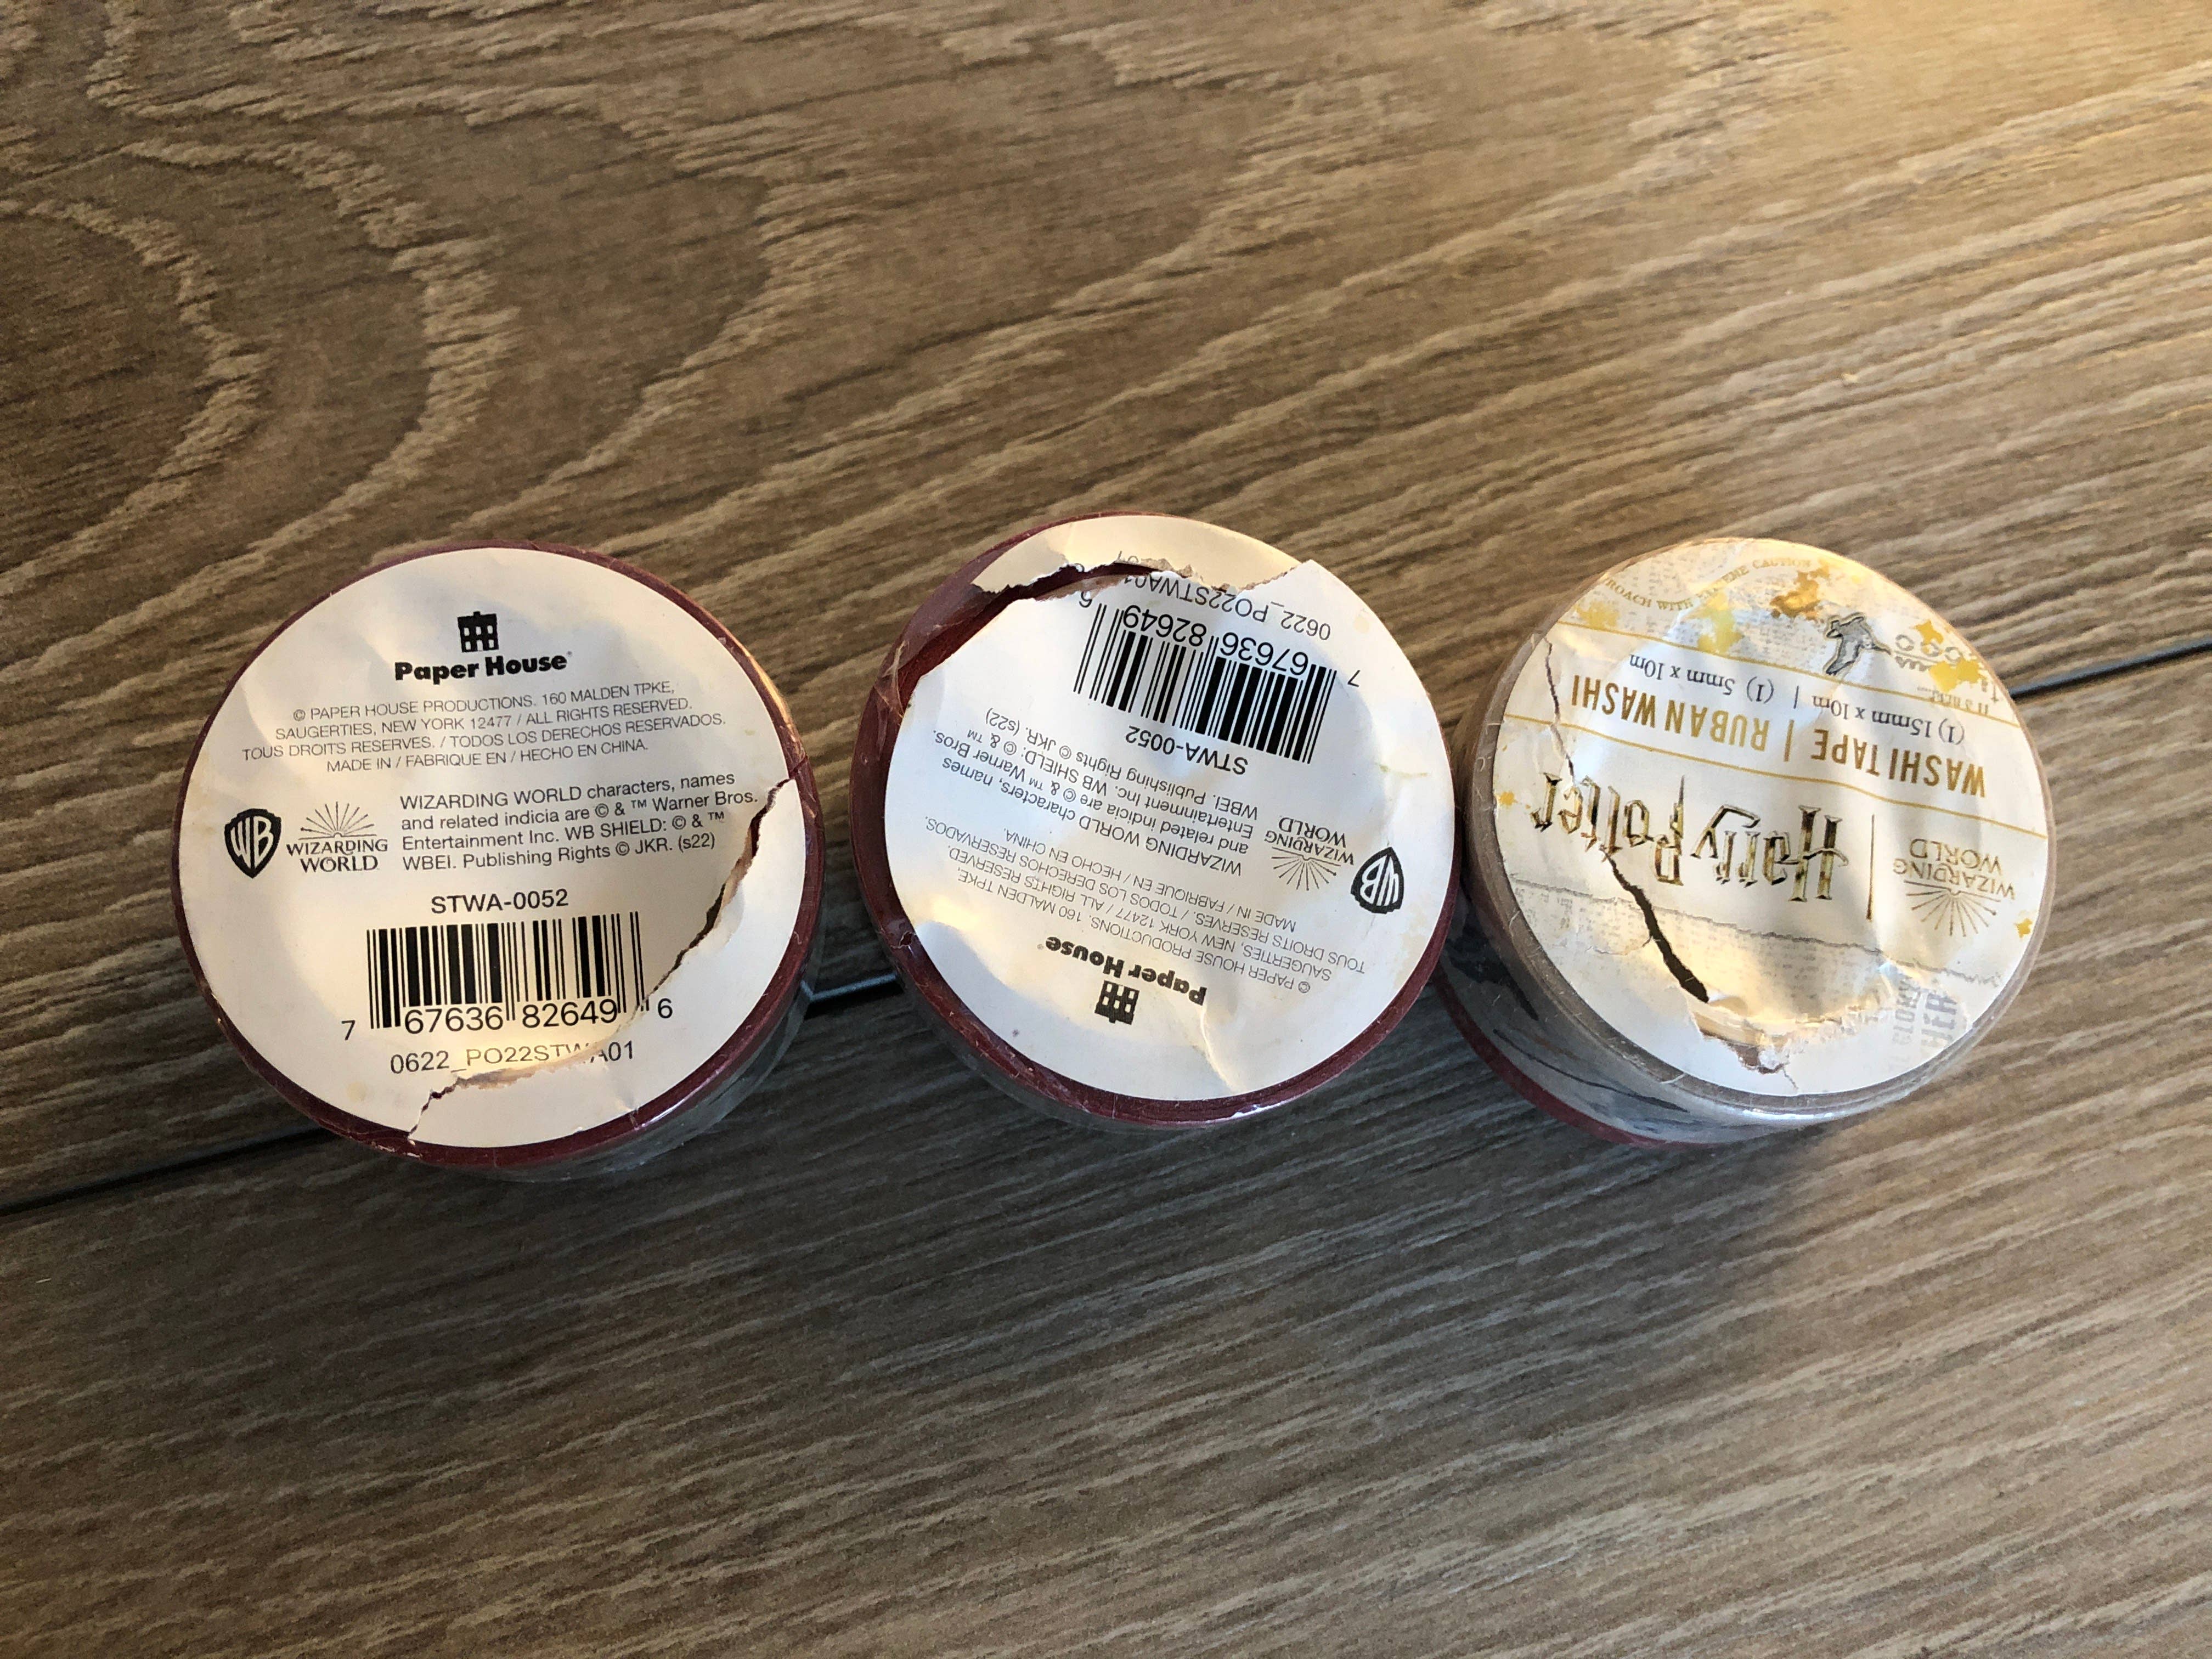 Paper House
© PAPER HOUSE PRODUCTIONS. 160 MALDEN TPKE,
SAUGERTIES, NEW YORK 12477 / ALL RIGHTS RESERVED.
TOUS DROITS RESERVES. / TODOS LOS DERECHOS RESERVADOS.
MADE IN / FABRIQUE EN / HECHO EN CHINA.
WB
WIZARDING
WORLD
WIZARDING WORLD characters, names
and related indicia are © & ™ Warner Bros.
Entertainment Inc. WB SHIELD: © & ™
WBEI. Publishing Rights © JKR. (s22)
STWA-0052
7 67636 82649 6
0622_PO22STWA01
Paper House
© PAPER HOUSE PRODUCTIONS. 160 MALDEN TPKE,
SAUGERTIES, NEW YORK 12477 / ALL RIGHTS RESERVED.
TOUS DROITS RESERVES. / TODOS LOS DERECHOS RESERVADOS.
MADE IN / FABRIQUE EN / HECHO EN CHINA.
WB
WIZARDING
WORLD
WIZARDING WORLD characters, names
and related indicia are © & ™ Warner Bros.
Entertainment Inc. WB SHIELD: © & ™
WBEI. Publishing Rights © JKR. (s22)
STWA-0052
7 67636 82649 6
0622_PO22STWA01
WIZARDING
WORLD
Harry Potter
WASHI TAPE | RUBAN WASHI
(1) 15mm x 10m | (1) 5mm x 10m
CAUTION